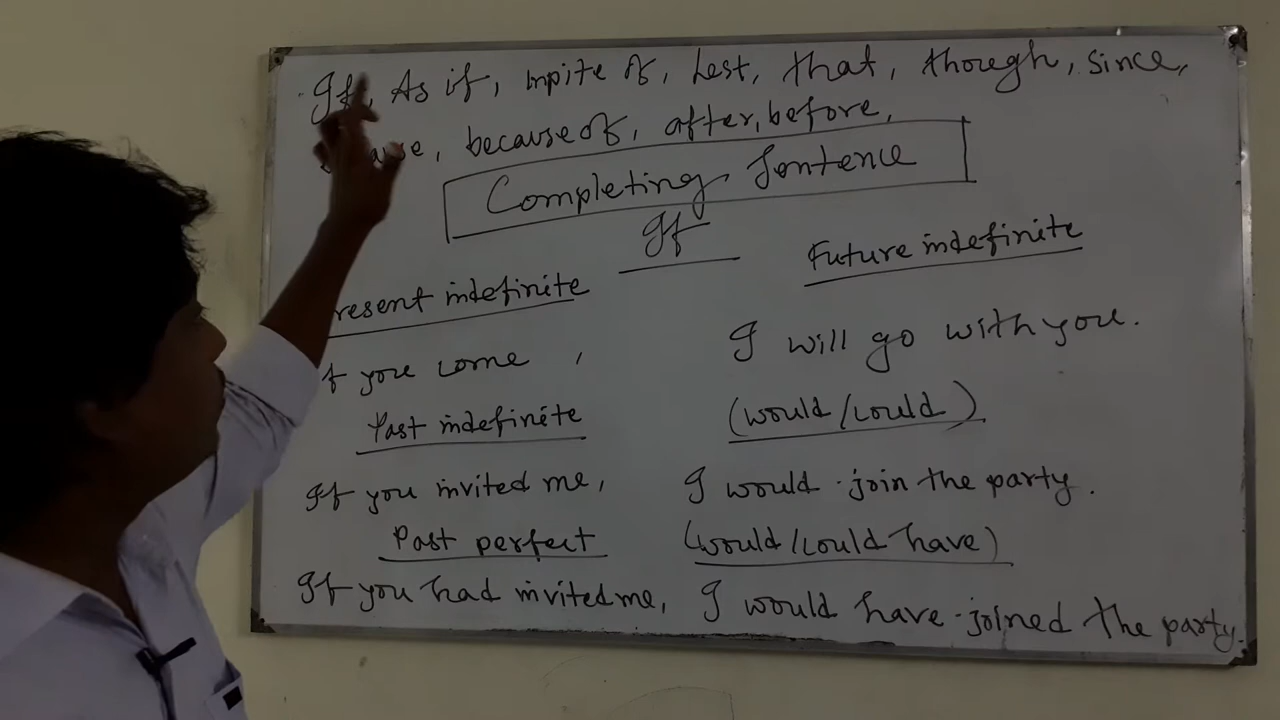 If, As if, inpite of, Lest, that, though, since,
because of, after, before,
Completing Sentence
If
Present indefinite Future indefinite
If you come , I will go with you.
Past indefinite (would/could)
If you invited me, I would join the party.
Past perfect (would/could have)
If you had invited me, I would have joined the party.